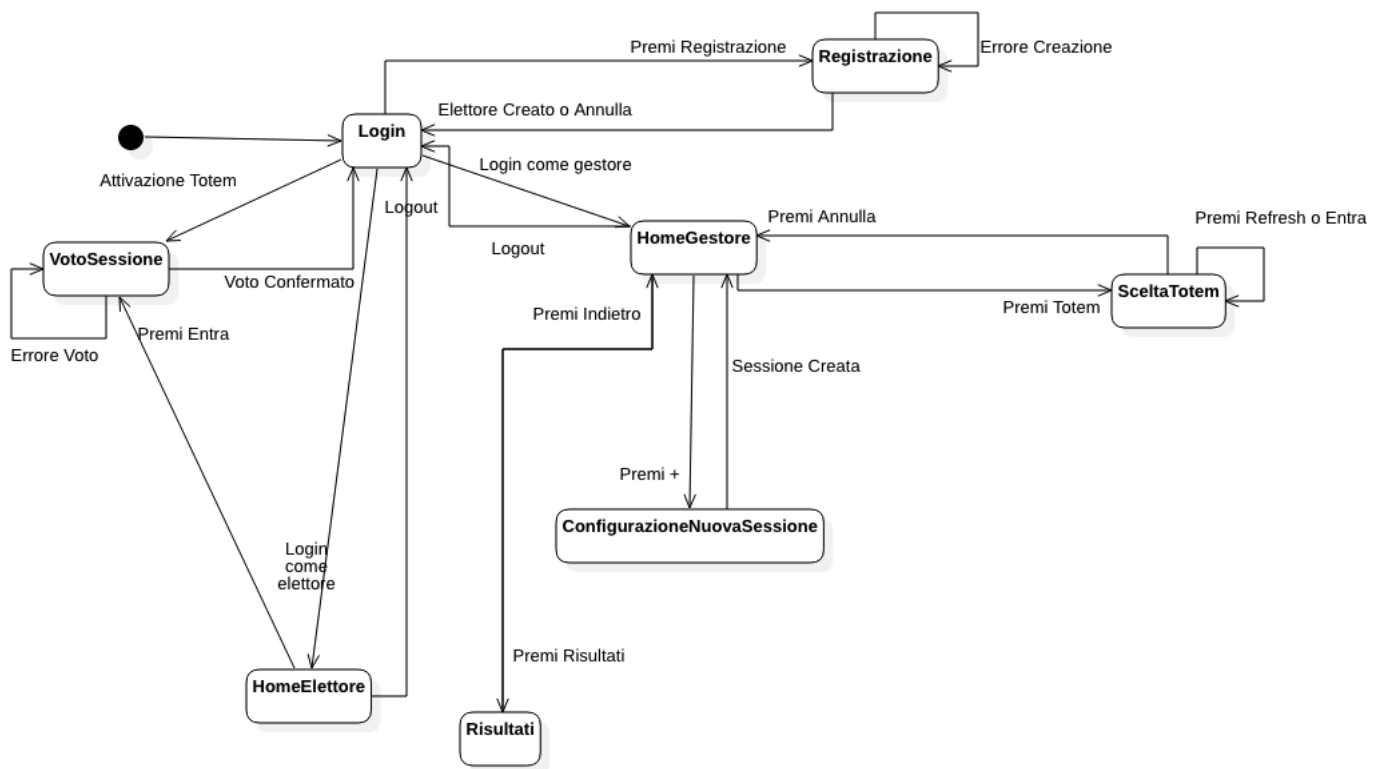 Premi Registrazione
Registrazione
Errore Creazione
Elettore Creato o Annulla
Login
Login come gestore
Attivazione Totem
Logout
Premi Annulla
Premi Refresh o Entra
HomeGestore
Logout
VotoSessione
Voto Confermato
SceltaTotem
Premi Indietro
Premi Totem
Premi Entra
Errore Voto
Sessione Creata
Premi +
ConfigurazioneNuovaSessione
Login
come
elettore
Premi Risultati
HomeElettore
Risultati